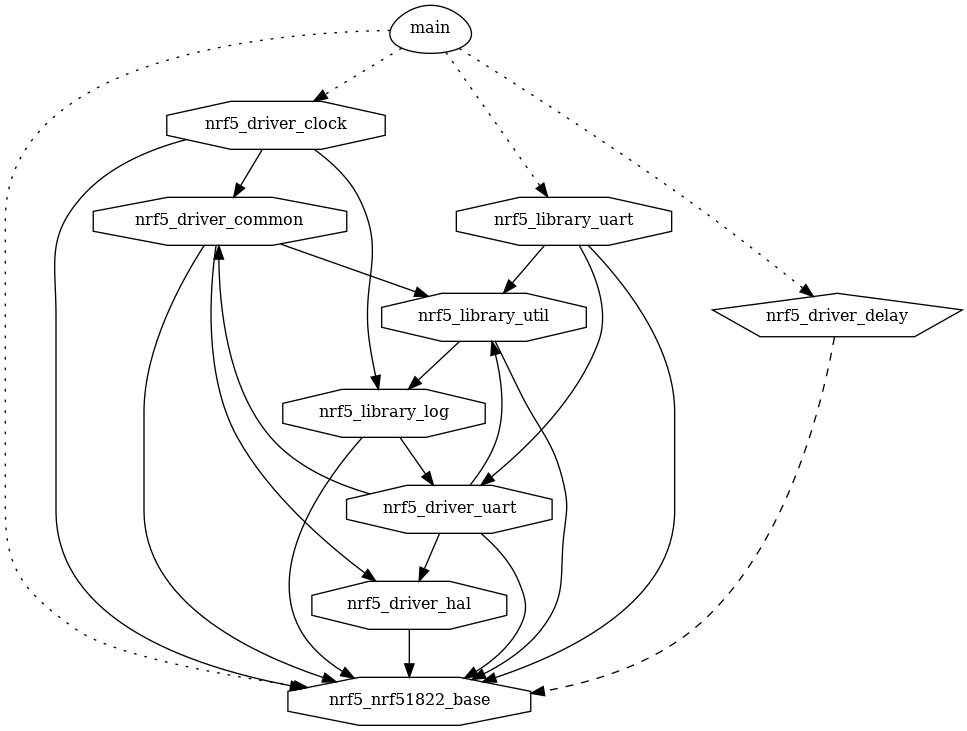 main
nrf5_driver_clock
nrf5_driver_common
nrf5_library_uart
nrf5_library_util
nrf5_driver_delay
nrf5_library_log
nrf5_driver_uart
nrf5_driver_hal
nrf5_nrf51822_base